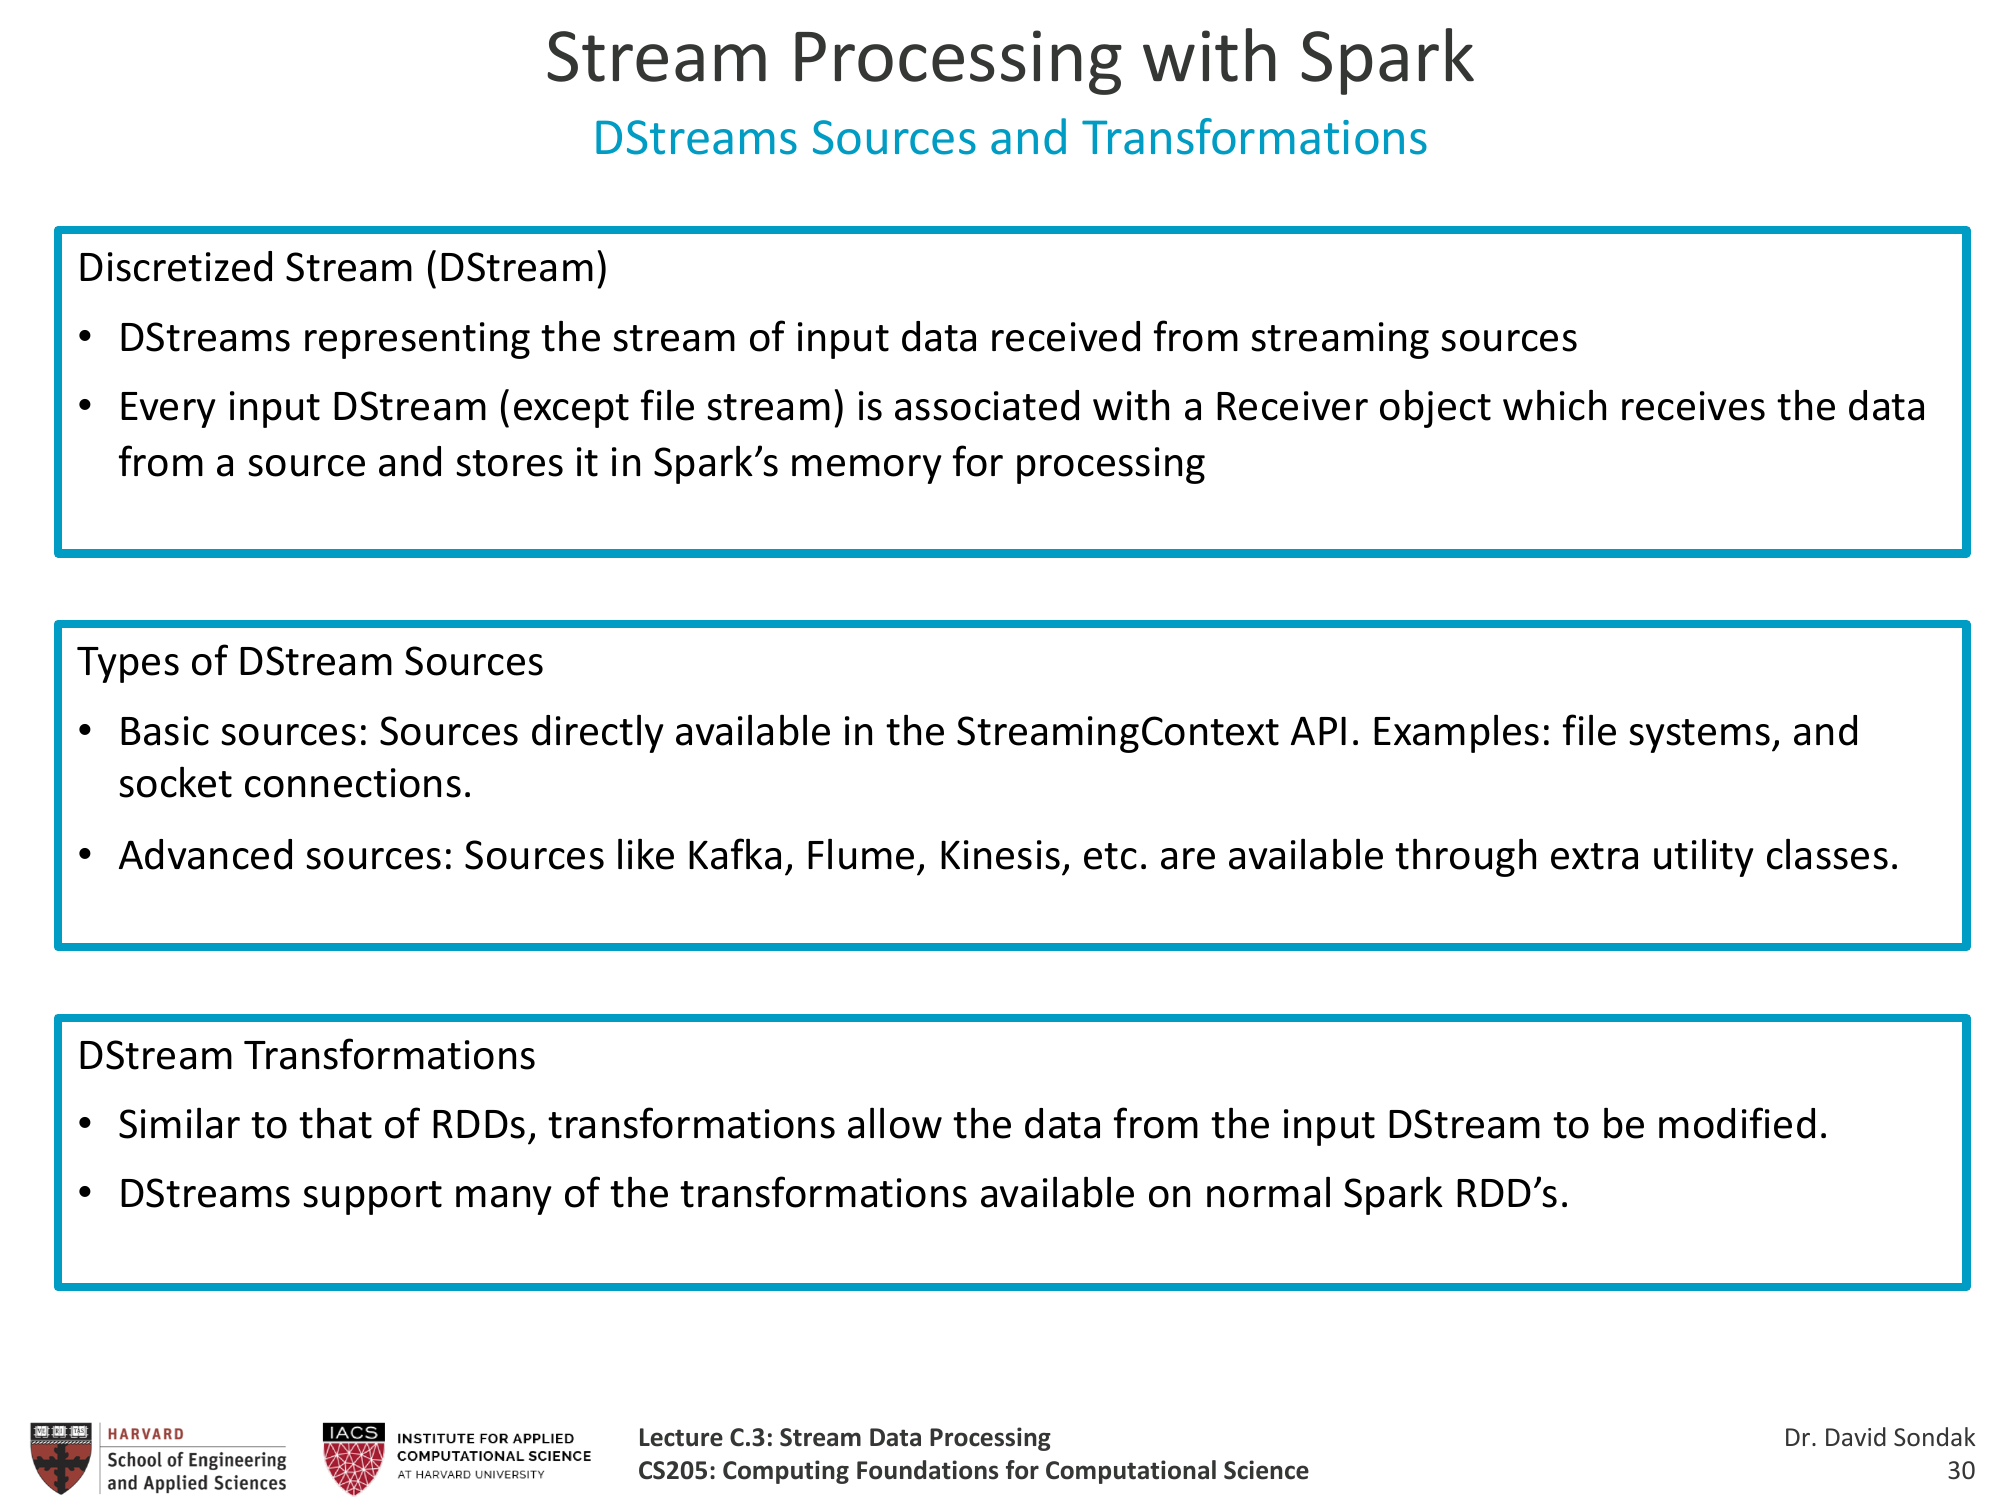 Stream Processing with Spark
DStreams Sources and Transformations
Discretized Stream (DStream)
• DStreams representing the stream of input data received from streaming sources
• Every input DStream (except file stream) is associated with a Receiver object which receives the data
from a source and stores it in Spark’s memory for processing
Types of DStream Sources
• Basic sources: Sources directly available in the StreamingContext API. Examples: file systems, and
socket connections.
• Advanced sources: Sources like Kafka, Flume, Kinesis, etc. are available through extra utility classes.
DStream Transformations
• Similar to that of RDDs, transformations allow the data from the input DStream to be modified.
• DStreams support many of the transformations available on normal Spark RDD’s.
HARVARD
School of Engineering
and Applied Sciences
IACS
INSTITUTE FOR APPLIED
COMPUTATIONAL SCIENCE
AT HARVARD UNIVERSITY
Lecture C.3: Stream Data Processing
CS205: Computing Foundations for Computational Science
Dr. David Sondak
30